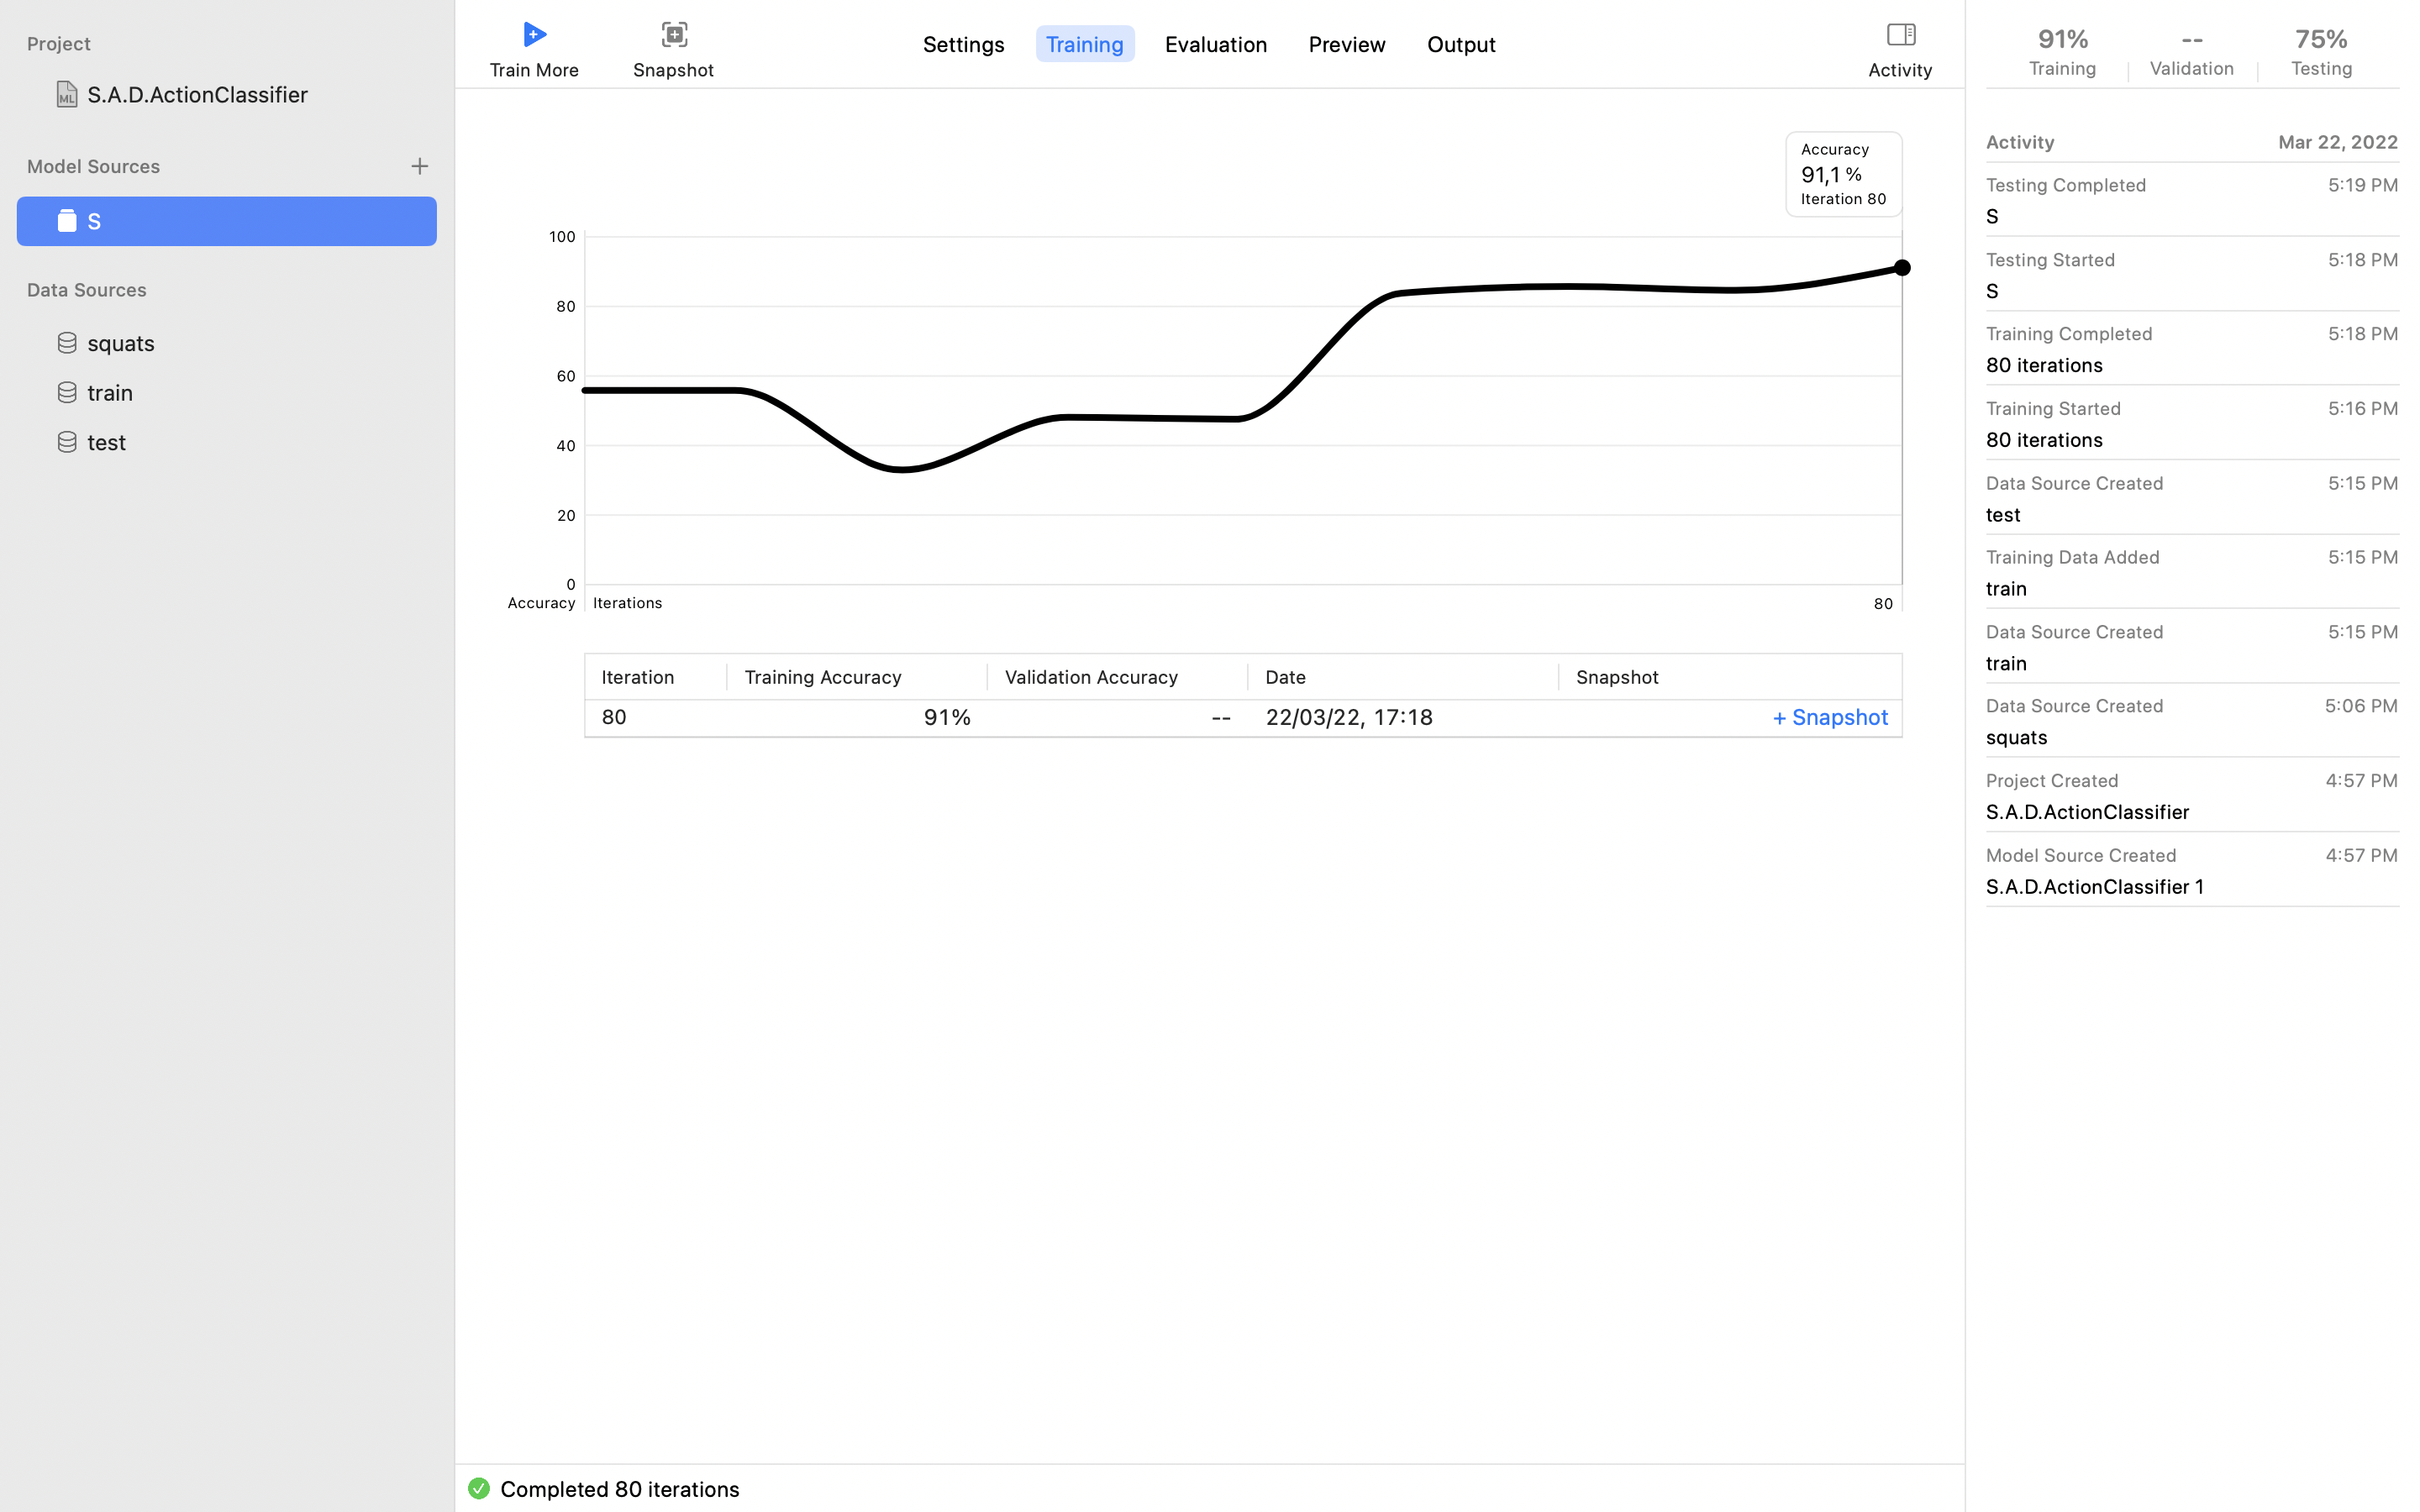 Project
S.A.D.ActionClassifier
Model Sources
S
Data Sources
squats
train
test
Train More
Snapshot
Settings
Training
Evaluation
Preview
Output
Activity
Accuracy
91,1 %
Iteration 80
100
80
60
40
20
0
Accuracy
Iterations
80
Iteration Training Accuracy Validation Accuracy Date Snapshot
80 91% -- 22/03/22, 17:18 + Snapshot
Completed 80 iterations
91% -- 75%
Training Validation Testing
Activity Mar 22, 2022
Testing Completed 5:19 PM
S
Testing Started 5:18 PM
S
Training Completed 5:18 PM
80 iterations
Training Started 5:16 PM
80 iterations
Data Source Created 5:15 PM
test
Training Data Added 5:15 PM
train
Data Source Created 5:15 PM
train
Data Source Created 5:06 PM
squats
Project Created 4:57 PM
S.A.D.ActionClassifier
Model Source Created 4:57 PM
S.A.D.ActionClassifier 1